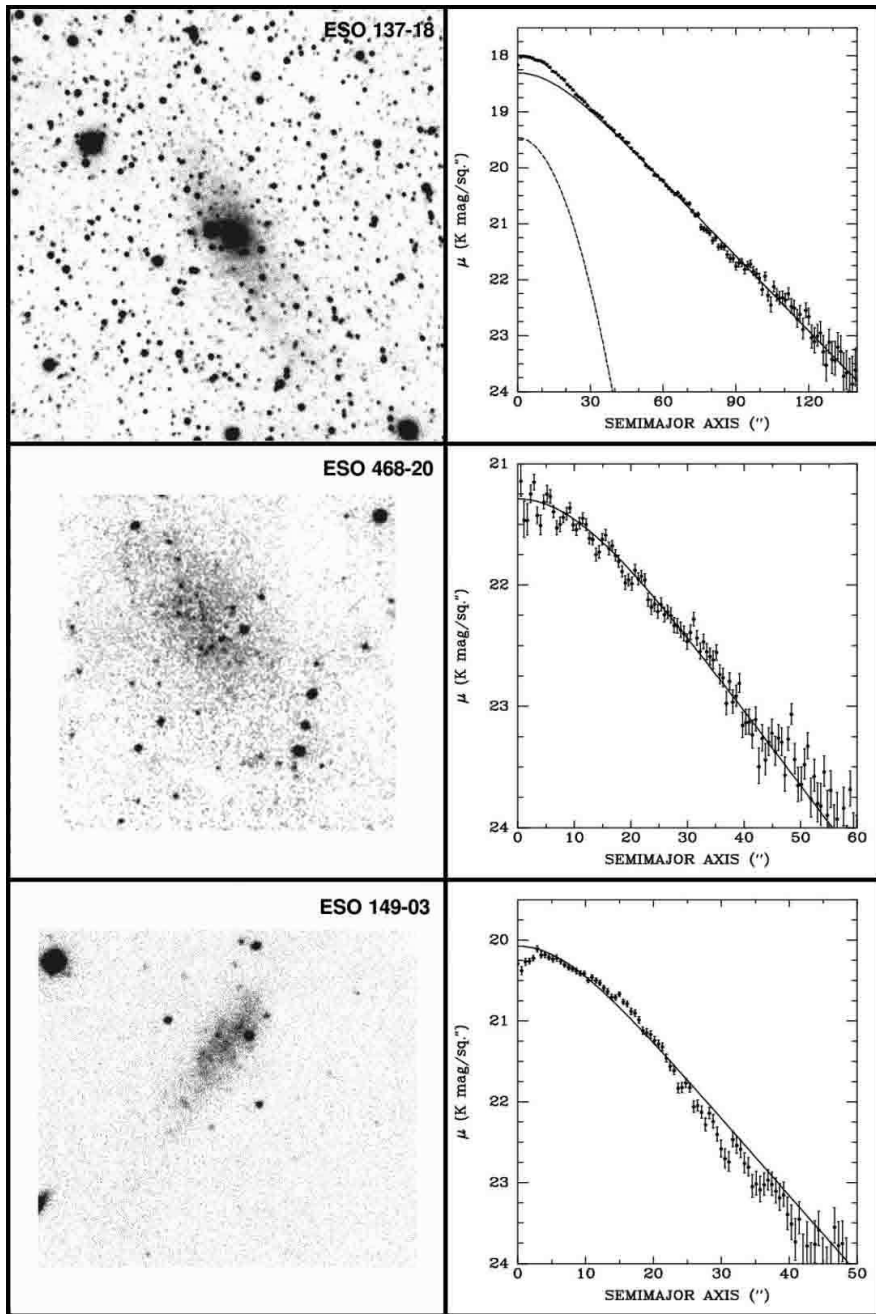 ESO 137-18
18
19
20
21
22
23
24
μ (K mag/sq.")
0 30 60 90 120
SEMIMAJOR AXIS (")
ESO 468-20
21
22
23
24
μ (K mag/sq.")
0 10 20 30 40 50 60
SEMIMAJOR AXIS (")
ESO 149-03
20
21
22
23
24
μ (K mag/sq.")
0 10 20 30 40 50
SEMIMAJOR AXIS (")